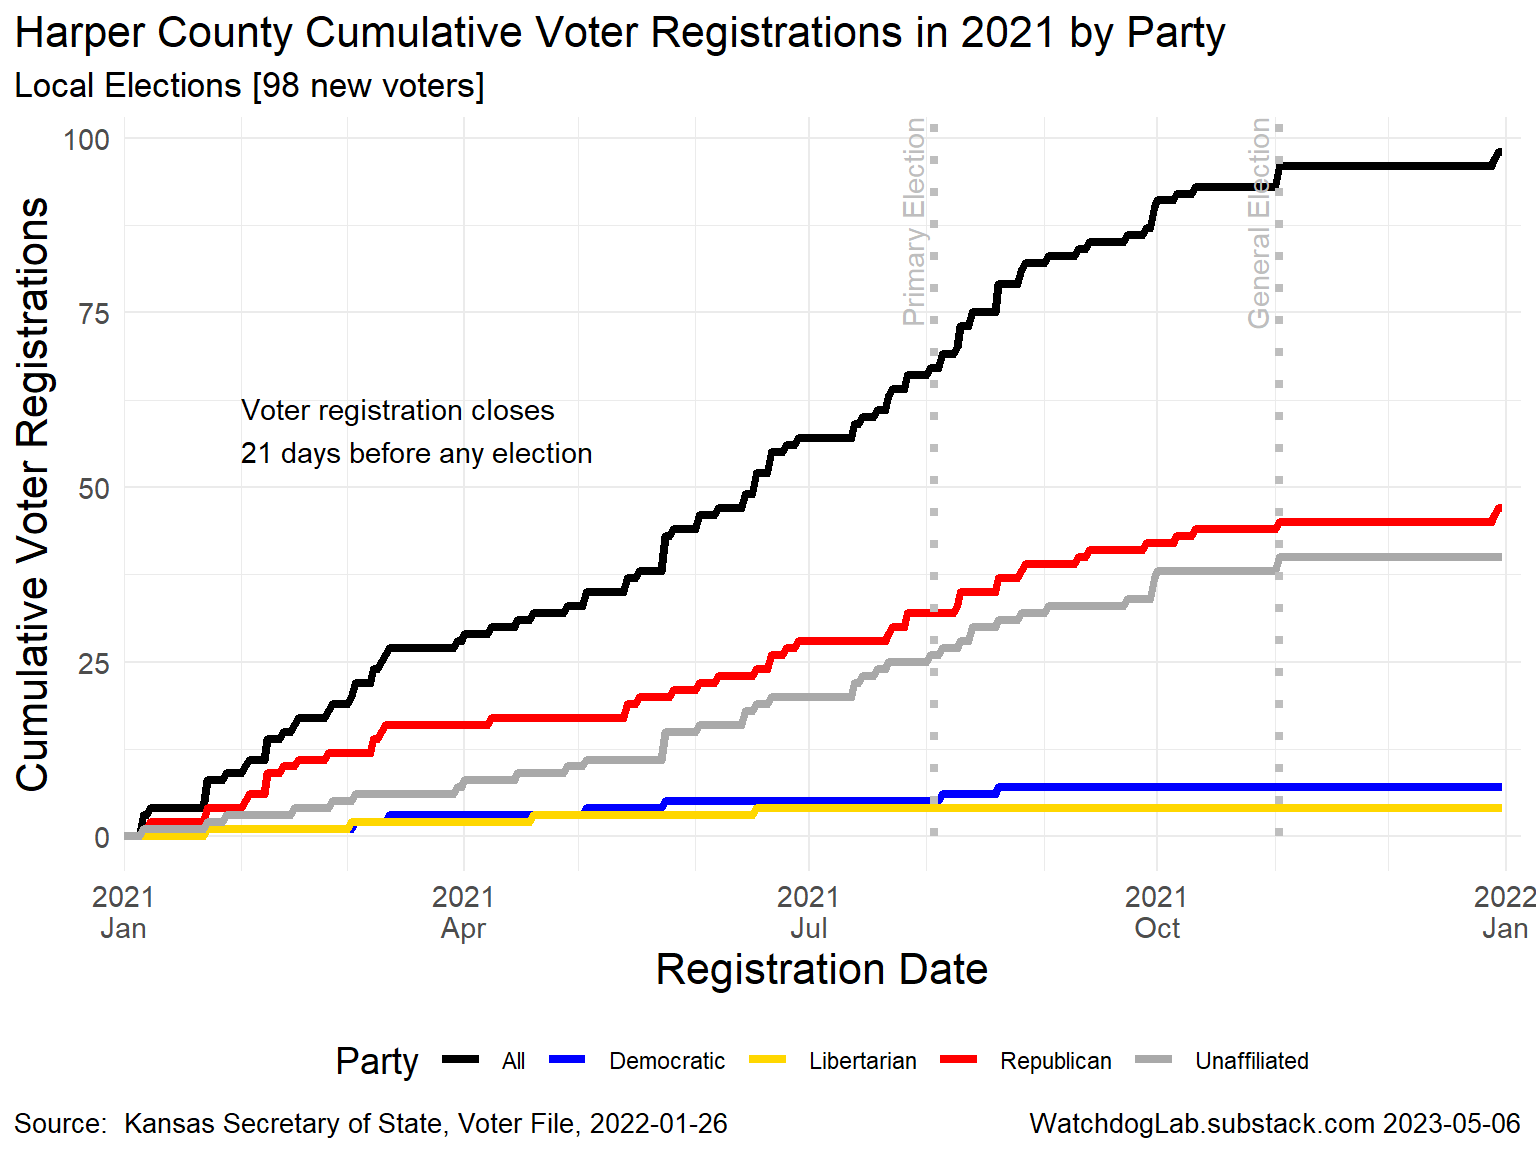 Harper County Cumulative Voter Registrations in 2021 by Party
Local Elections [98 new voters]
Cumulative Voter Registrations
100
75
50
25
0
Primary Election
General Election
Voter registration closes
21 days before any election
2021
Jan
2021
Apr
2021
Jul
2021
Oct
2022
Jan
Registration Date
Party All Democratic Libertarian Republican Unaffiliated
Source:  Kansas Secretary of State, Voter File, 2022-01-26
WatchdogLab.substack.com 2023-05-06